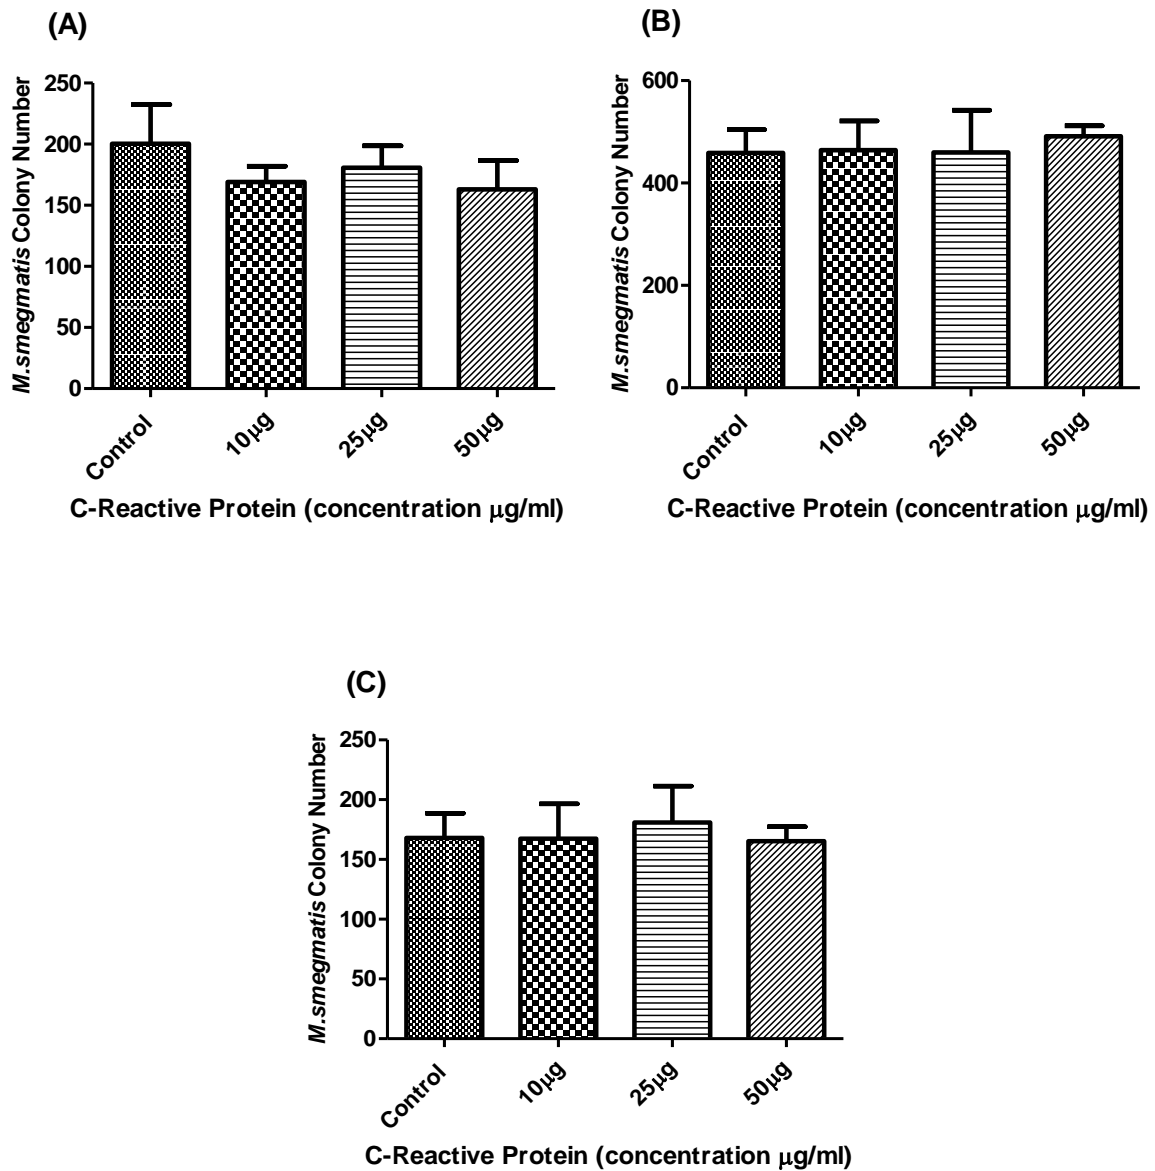 (A)
M.smegmatis Colony Number
250
200
150
100
50
0
Control
10μg
25μg
50μg
C-Reactive Protein (concentration μg/ml)
(B)
M.smegmatis Colony Number
600
400
200
0
Control
10μg
25μg
50μg
C-Reactive Protein (concentration μg/ml)
(C)
M.smegmatis Colony Number
250
200
150
100
50
0
Control
10μg
25μg
50μg
C-Reactive Protein (concentration μg/ml)